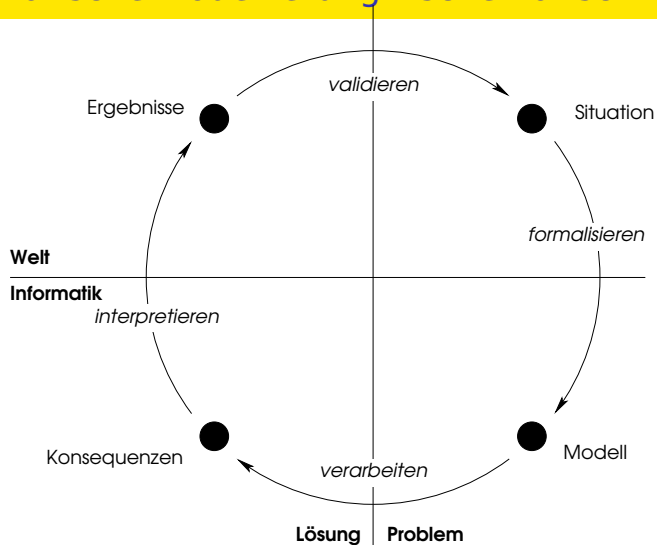 validieren
Ergebnisse
Situation
formalisieren
Welt
Informatik
interpretieren
Konsequenzen
verarbeiten
Modell
Lösung
Problem